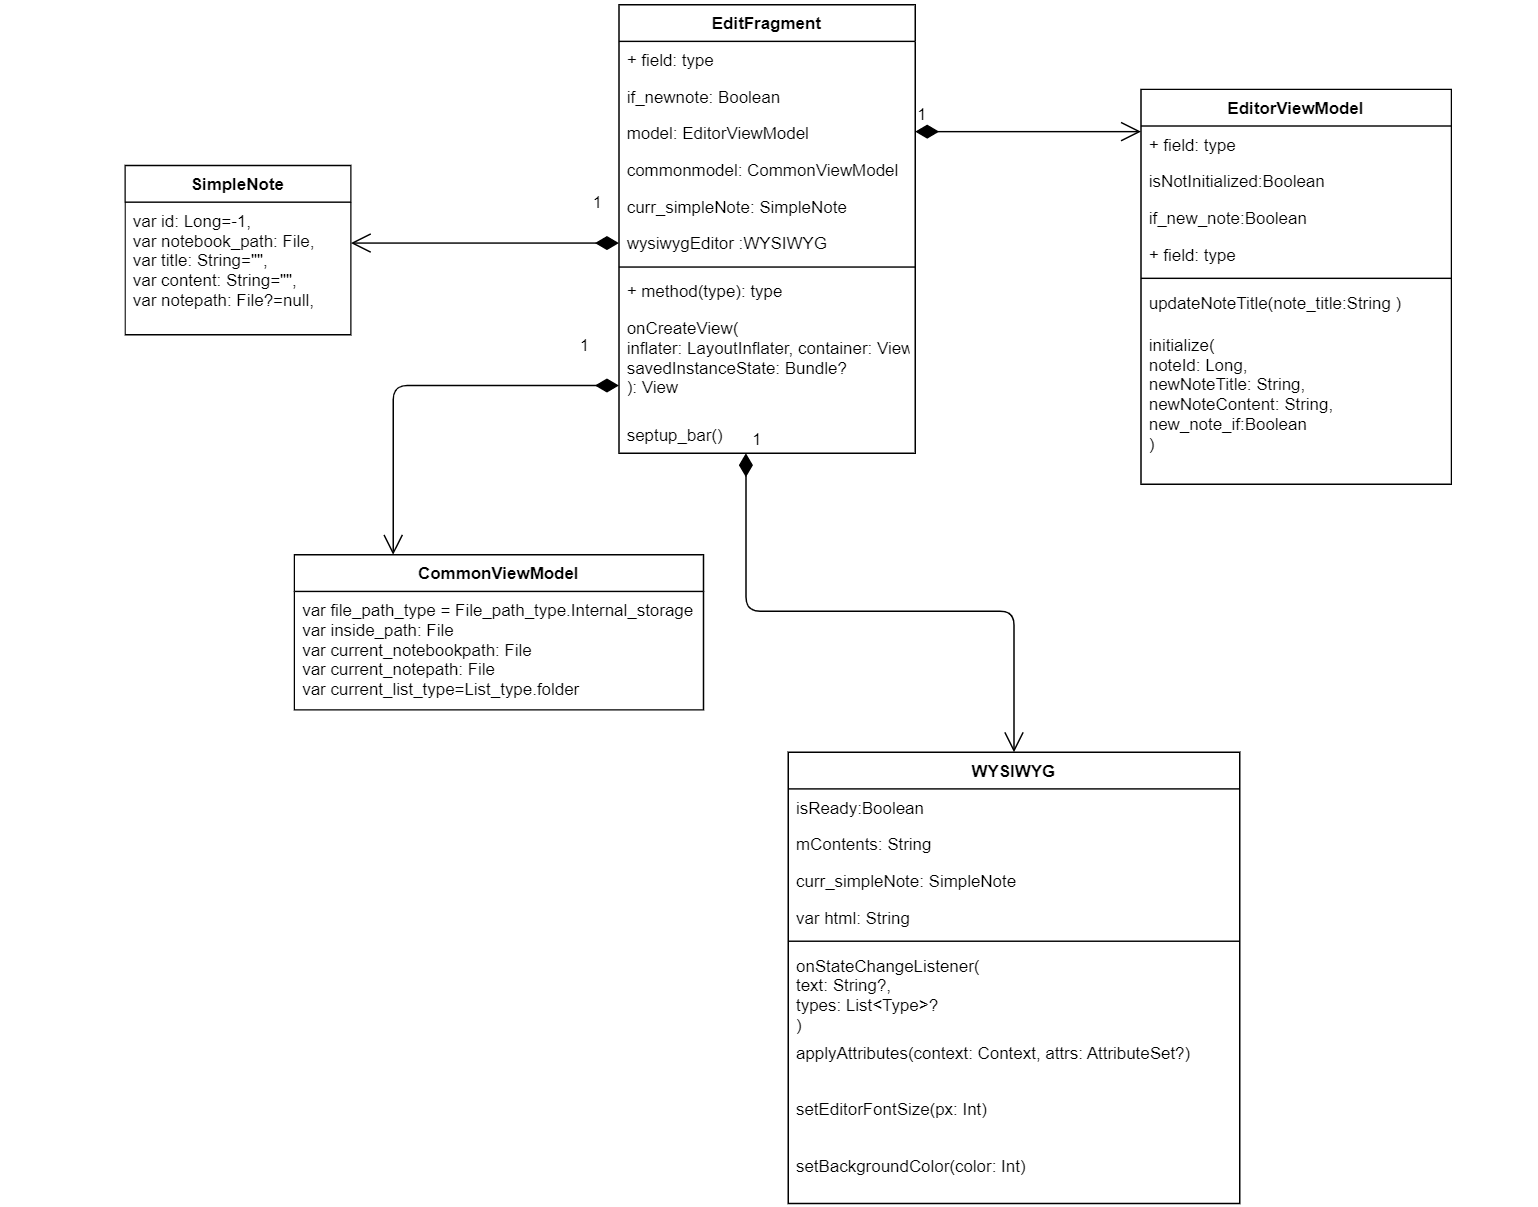 EditFragment
+ field: type
if_newnote: Boolean
model: EditorViewModel
commonmodel: CommonViewModel
curr_simpleNote: SimpleNote
wysiwygEditor :WYSIWYG
+ method(type): type
onCreateView(
inflater: LayoutInflater, container: View
savedInstanceState: Bundle?
): View
septup_bar()
1
1
1
1
EditorViewModel
+ field: type
isNotInitialized:Boolean
if_new_note:Boolean
+ field: type
updateNoteTitle(note_title:String )
initialize(
noteId: Long,
newNoteTitle: String,
newNoteContent: String,
new_note_if:Boolean
)
SimpleNote
var id: Long=-1,
var notebook_path: File,
var title: String="",
var content: String="",
var notepath: File?=null,
CommonViewModel
var file_path_type = File_path_type.Internal_storage
var inside_path: File
var current_notebookpath: File
var current_notepath: File
var current_list_type=List_type.folder
WYSIWYG
isReady:Boolean
mContents: String
curr_simpleNote: SimpleNote
var html: String
onStateChangeListener(
text: String?,
types: List<Type>?
)
applyAttributes(context: Context, attrs: AttributeSet?)
setEditorFontSize(px: Int)
setBackgroundColor(color: Int)